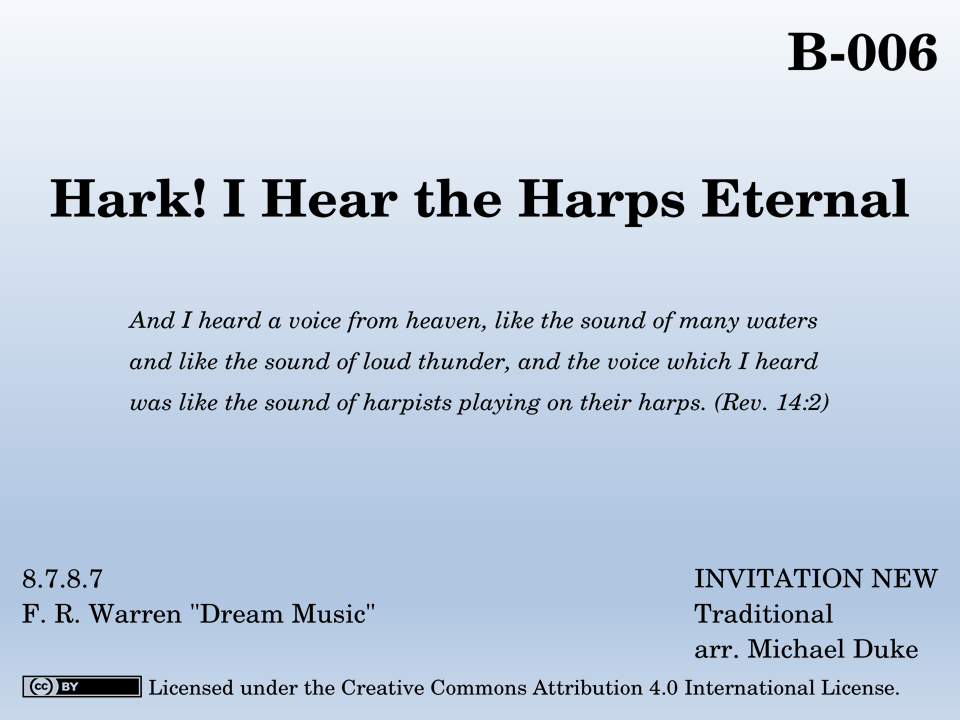 B-006
Hark! I Hear the Harps Eternal
And I heard a voice from heaven, like the sound of many waters
and like the sound of loud thunder, and the voice which I heard
was like the sound of harpists playing on their harps. (Rev. 14:2)
8.7.8.7
F. R. Warren "Dream Music"
INVITATION NEW
Traditional
arr. Michael Duke
cc BY Licensed under the Creative Commons Attribution 4.0 International License.